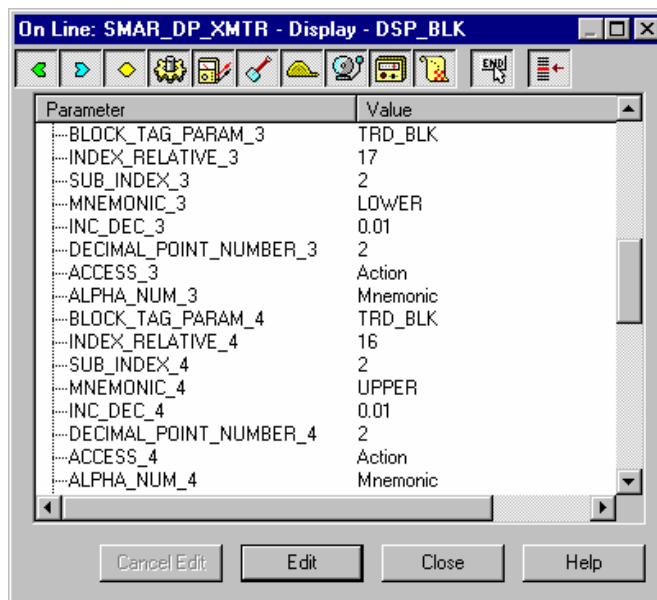 On Line: SMAR_DP_XMTR - Display - DSP_BLK
END
Parameter Value
BLOCK_TAG_PARAM_3 TRD_BLK
INDEX_RELATIVE_3 17
SUB_INDEX_3 2
MNEMONIC_3 LOWER
INC_DEC_3 0.01
DECIMAL_POINT_NUMBER_3 2
ACCESS_3 Action
ALPHA_NUM_3 Mnemonic
BLOCK_TAG_PARAM_4 TRD_BLK
INDEX_RELATIVE_4 16
SUB_INDEX_4 2
MNEMONIC_4 UPPER
INC_DEC_4 0.01
DECIMAL_POINT_NUMBER_4 2
ACCESS_4 Action
ALPHA_NUM_4 Mnemonic
Cancel Edit Edit Close Help